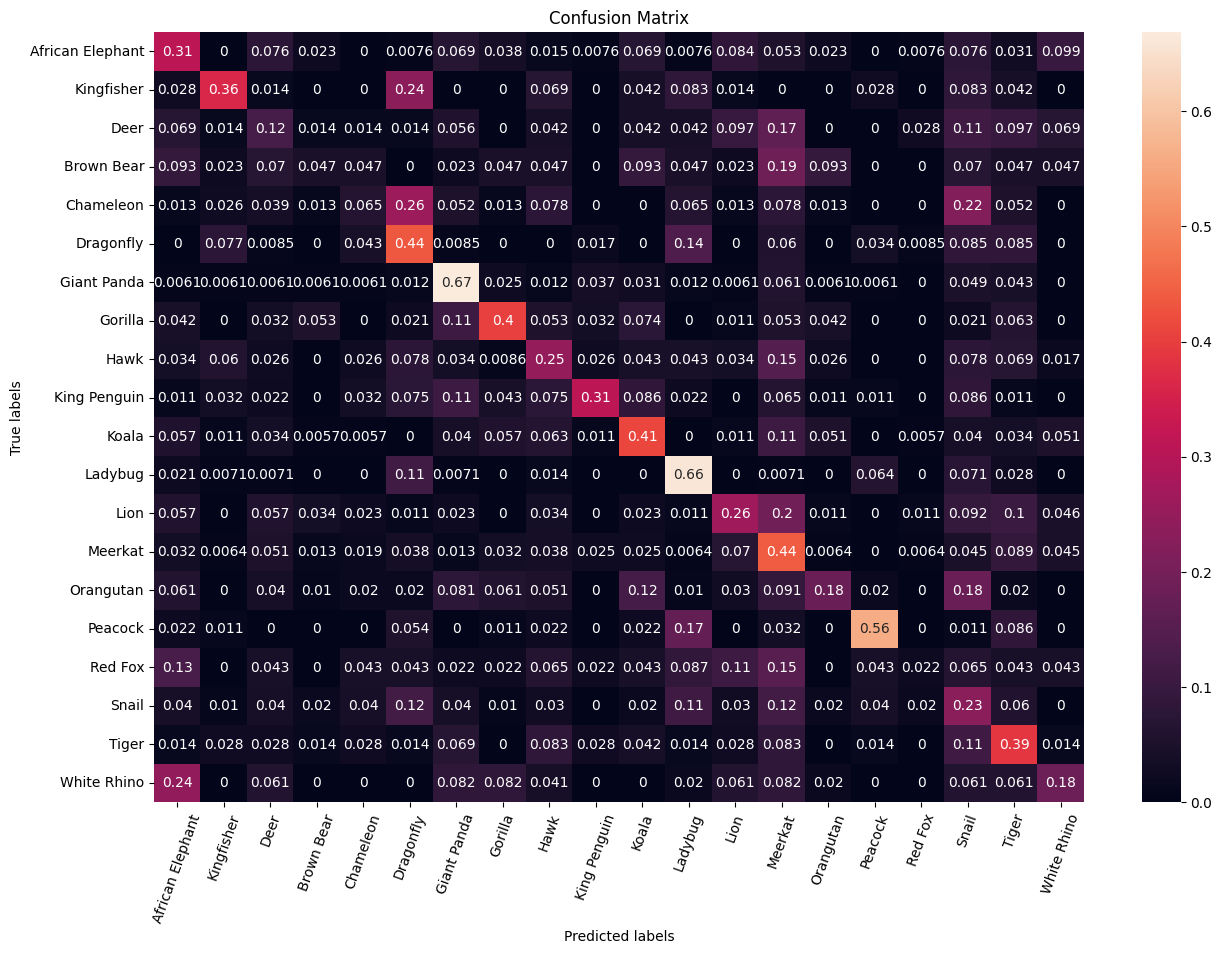 Confusion Matrix
African Elephant 0.31 0 0.076 0.023 0 0.0076 0.069 0.038 0.015 0.0076 0.069 0.0076 0.084 0.053 0.023 0 0.0076 0.076 0.031 0.099
Kingfisher 0.028 0.36 0.014 0 0 0.24 0 0 0.069 0 0.042 0.083 0.014 0 0 0.028 0 0.083 0.042 0
Deer 0.069 0.014 0.12 0.014 0.014 0.014 0.056 0 0.042 0 0.042 0.042 0.097 0.17 0 0 0.028 0.11 0.097 0.069
Brown Bear 0.093 0.023 0.07 0.047 0.047 0 0.023 0.047 0.047 0 0.093 0.047 0.023 0.19 0.093 0 0 0.07 0.047 0.047
Chameleon 0.013 0.026 0.039 0.013 0.065 0.26 0.052 0.013 0.078 0 0 0.065 0.013 0.078 0.013 0 0 0.22 0.052 0
Dragonfly 0 0.077 0.0085 0 0.043 0.44 0.0085 0 0 0.017 0 0.14 0 0.06 0 0.034 0.0085 0.085 0.085 0
Giant Panda 0.0061 0.0061 0.0061 0.0061 0.0061 0.012 0.67 0.025 0.012 0.037 0.031 0.012 0.0061 0.061 0.0061 0.0061 0 0.049 0.043 0
Gorilla 0.042 0 0.032 0.053 0 0.021 0.11 0.4 0.053 0.032 0.074 0 0.011 0.053 0.042 0 0 0.021 0.063 0
Hawk 0.034 0.06 0.026 0 0.026 0.078 0.034 0.0086 0.25 0.026 0.043 0.043 0.034 0.15 0.026 0 0 0.078 0.069 0.017
King Penguin 0.011 0.032 0.022 0 0.032 0.075 0.11 0.043 0.075 0.31 0.086 0.022 0 0.065 0.011 0.011 0 0.086 0.011 0
Koala 0.057 0.011 0.034 0.0057 0.0057 0 0.04 0.057 0.063 0.011 0.41 0 0.011 0.11 0.051 0 0.0057 0.04 0.034 0.051
Ladybug 0.021 0.0071 0.0071 0 0 0.11 0.0071 0 0.014 0 0 0.66 0 0.0071 0 0.064 0 0.071 0.028 0
Lion 0.057 0 0.057 0.034 0.023 0.011 0.023 0 0.034 0 0.023 0.011 0.26 0.2 0.011 0 0.011 0.092 0.1 0.046
Meerkat 0.032 0.0064 0.051 0.013 0.019 0.038 0.013 0.032 0.038 0.025 0.025 0.0064 0.07 0.44 0.0064 0 0.0064 0.045 0.089 0.045
Orangutan 0.061 0 0.04 0.01 0.02 0.02 0.081 0.061 0.051 0 0.12 0.01 0.03 0.091 0.18 0.02 0 0.18 0.02 0
Peacock 0.022 0.011 0 0 0 0.054 0 0.011 0.022 0 0.022 0.17 0 0.032 0 0.56 0 0.011 0.086 0
Red Fox 0.13 0 0.043 0 0.043 0.043 0.022 0.022 0.065 0.022 0.043 0.087 0.11 0.15 0 0.043 0.022 0.065 0.043 0.043
Snail 0.04 0.01 0.04 0.02 0.04 0.12 0.04 0.01 0.03 0 0.02 0.11 0.03 0.12 0.02 0.04 0.02 0.23 0.06 0
Tiger 0.014 0.028 0.028 0.014 0.028 0.014 0.069 0 0.083 0.028 0.042 0.014 0.028 0.083 0 0.014 0 0.11 0.39 0.014
White Rhino 0.24 0 0.061 0 0 0 0.082 0.082 0.041 0 0 0.02 0.061 0.082 0.02 0 0 0.061 0.061 0.18
African Elephant Kingfisher Deer Brown Bear Chameleon Dragonfly Giant Panda Gorilla Hawk King Penguin Koala Ladybug Lion Meerkat Orangutan Peacock Red Fox Snail Tiger White Rhino
Predicted labels
True labels
0.6
0.5
0.4
0.3
0.2
0.1
0.0